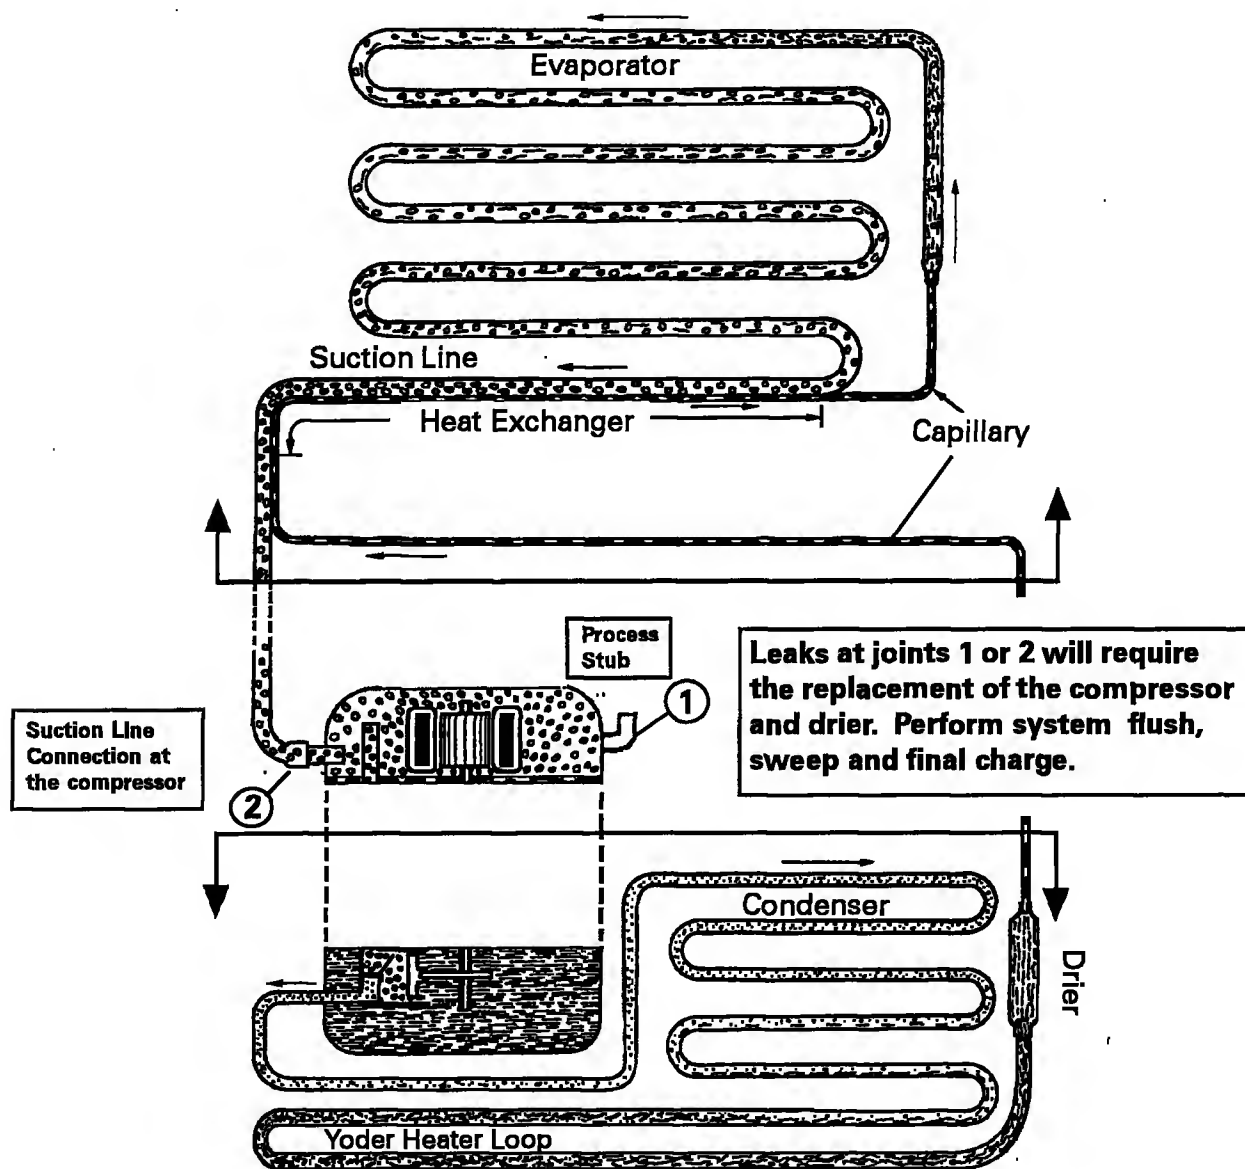 Evaporator
Suction Line
Heat Exchanger
Capillary
Process
Stub
1
Leaks at joints 1 or 2 will require
the replacement of the compressor
and drier. Perform system flush,
sweep and final charge.
Suction Line
Connection at
the compressor
2
Condenser
Drier
Yoder Heater Loop